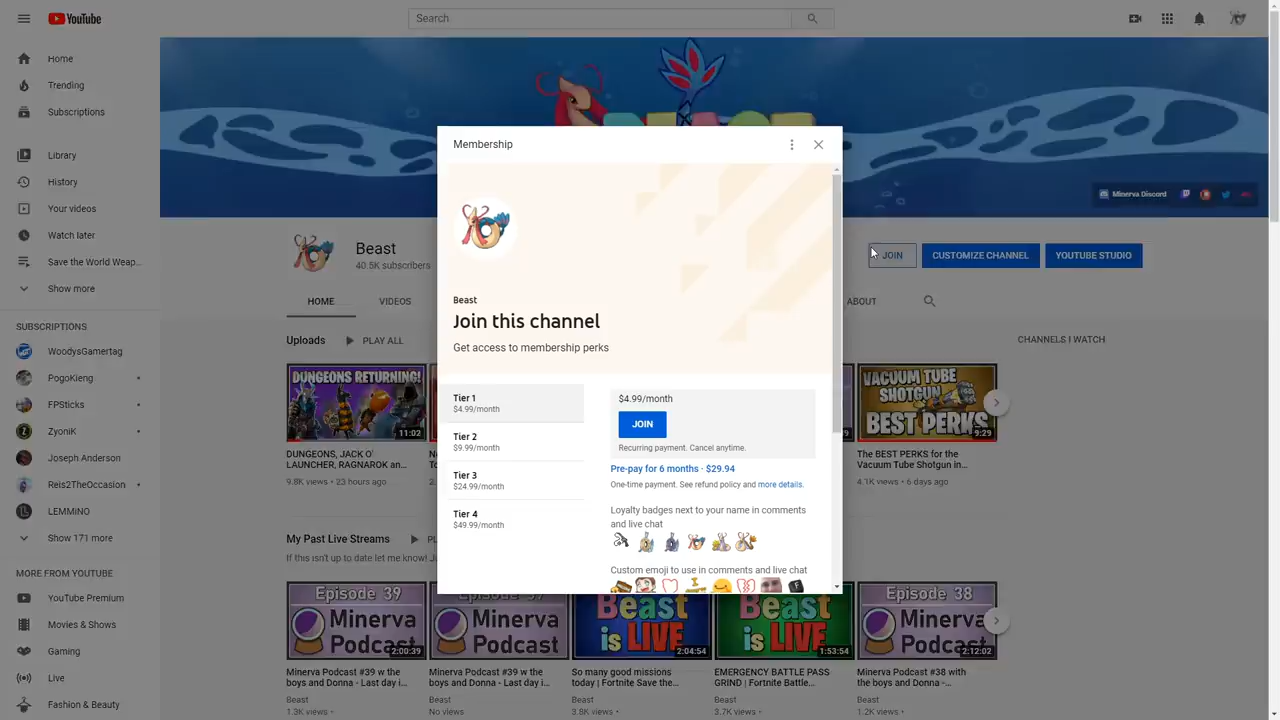 YouTube
Search
Home
Trending
Subscriptions
Library
History
Your videos
Watch later
Save the World Weap...
Show more
SUBSCRIPTIONS
WoodysGamertag
PogoKieng
FPSticks
ZyoniK
Joseph Anderson
Reis2TheOccasion
LEMMiNO
Show 171 more
MORE FROM YOUTUBE
YouTube Premium
Movies & Shows
Gaming
Live
Fashion & Beauty
Minerva Discord
Beast
40.5K subscribers
JOIN
CUSTOMIZE CHANNEL
YOUTUBE STUDIO
HOME
VIDEOS
ABOUT
Membership
Beast
Join this channel
Get access to membership perks
Tier 1
$4.99/month
Tier 2
$9.99/month
Tier 3
$24.99/month
Tier 4
$49.99/month
$4.99/month
JOIN
Recurring payment. Cancel anytime.
Pre-pay for 6 months · $29.94
One-time payment. See refund policy and more details.
Loyalty badges next to your name in comments
and live chat
Custom emoji to use in comments and live chat
Uploads
PLAY ALL
CHANNELS I WATCH
DUNGEONS RETURNING!
11:02
DUNGEONS, JACK O'
LAUNCHER, RAGNAROK an...
9.8K views • 23 hours ago
VACUUM TUBE
SHOTGUN
BEST PERKS
9:29
The BEST PERKS for the
Vacuum Tube Shotgun in...
4.1K views • 6 days ago
My Past Live Streams
If this isn't up to date let me know!
Episode 39
Minerva
Podcast
2:00:39
Minerva Podcast #39 w the
boys and Donna - Last day i...
Beast
1.3K views •
Minerva
Podcast
Minerva Podcast #39 w the
boys and Donna - Last day i...
Beast
No views
Beast
is LIVE
2:04:54
So many good missions
today | Fortnite Save the...
Beast
3.8K views •
Beast
is LIVE
1:53:54
EMERGENCY BATTLE PASS
GRIND | Fortnite Battle...
Beast
3.7K views •
Episode 38
Minerva
Podcast
2:12:02
Minerva Podcast #38 with
the boys and Donna -...
Beast
1.2K views •